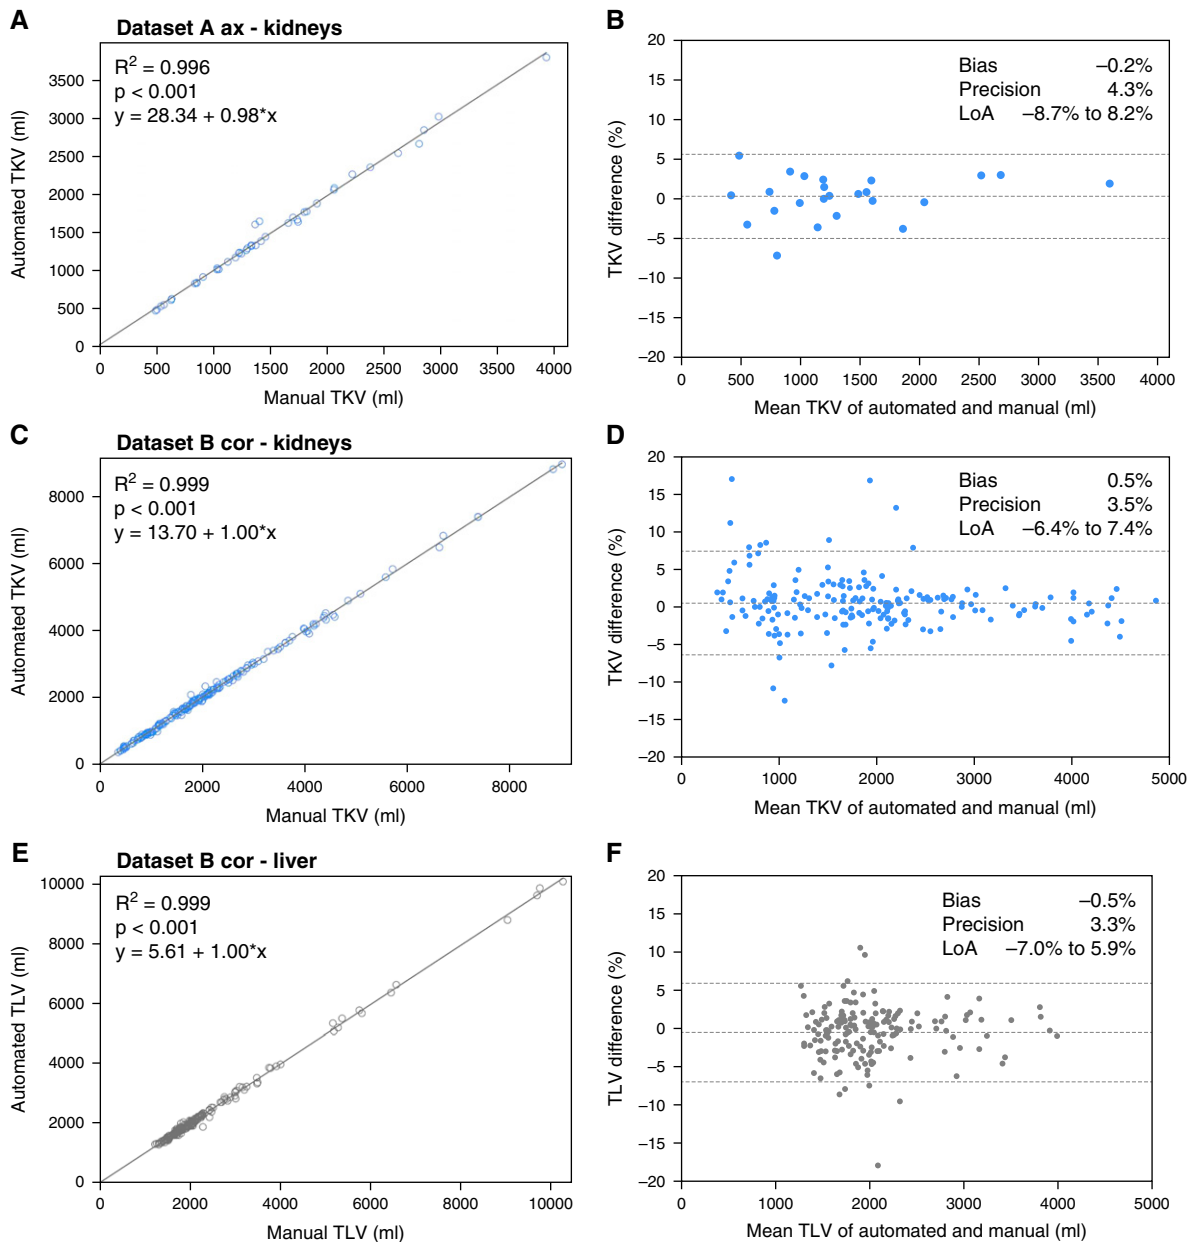 A
Dataset A ax - kidneys
R2 = 0.996
p < 0.001
y = 28.34 + 0.98*x
Automated TKV (ml)
3500
3000
2500
2000
1500
1000
500
0
0 500 1000 1500 2000 2500 3000 3500 4000
Manual TKV (ml)
B
Bias –0.2%
Precision 4.3%
LoA –8.7% to 8.2%
TKV difference (%)
20
15
10
5
0
–5
–10
–15
–20
0 500 1000 1500 2000 2500 3000 3500 4000
Mean TKV of automated and manual (ml)
C
Dataset B cor - kidneys
R2 = 0.999
p < 0.001
y = 13.70 + 1.00*x
Automated TKV (ml)
8000
6000
4000
2000
0
0 2000 4000 6000 8000
Manual TKV (ml)
D
Bias 0.5%
Precision 3.5%
LoA –6.4% to 7.4%
TKV difference (%)
20
15
10
5
0
–5
–10
–15
–20
0 1000 2000 3000 4000 5000
Mean TKV of automated and manual (ml)
E
Dataset B cor - liver
R2 = 0.999
p < 0.001
y = 5.61 + 1.00*x
Automated TLV (ml)
10000
8000
6000
4000
2000
0
0 2000 4000 6000 8000 10000
Manual TLV (ml)
F
Bias –0.5%
Precision 3.3%
LoA –7.0% to 5.9%
TLV difference (%)
20
15
10
5
0
–5
–10
–15
–20
0 1000 2000 3000 4000 5000
Mean TLV of automated and manual (ml)